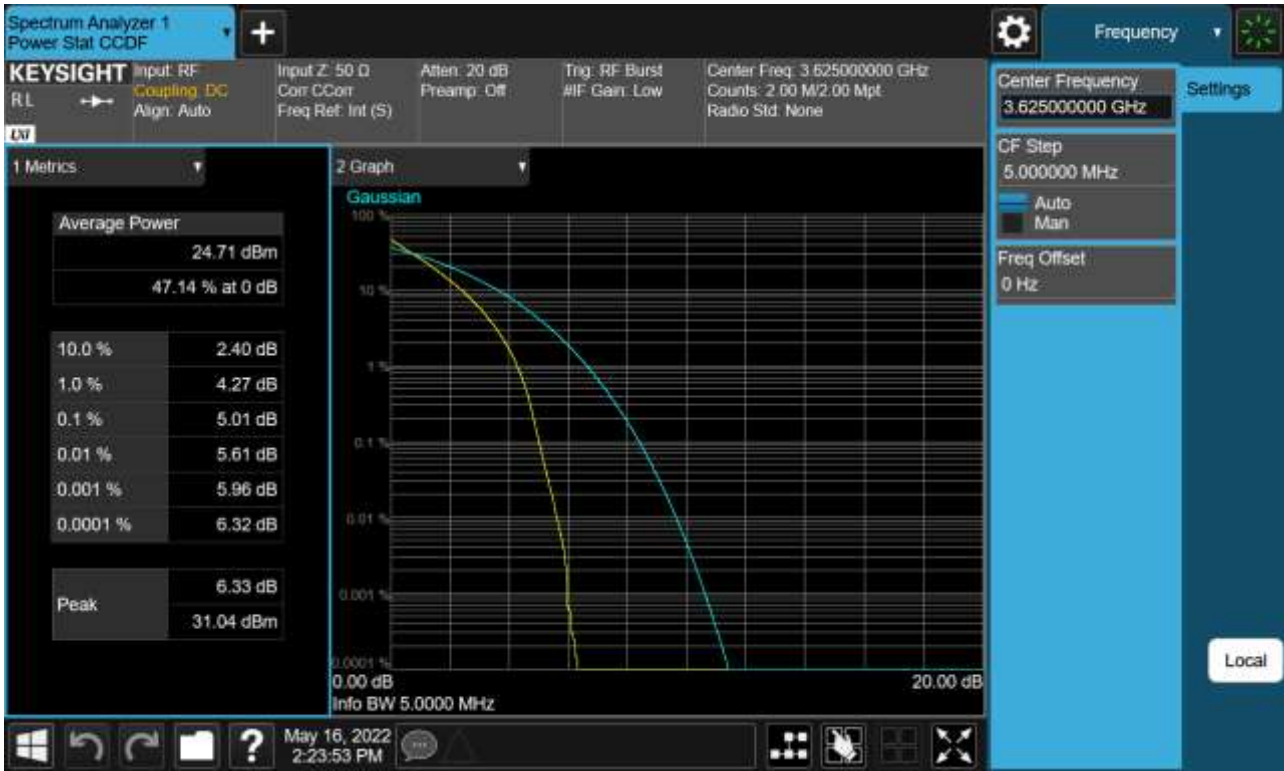 Spectrum Analyzer 1
Power Stat CCDF
+
Frequency
KEYSIGHT
RL
LXI
Input: RF
Coupling: DC
Align: Auto
Input Z: 50 Ω
Corr CCorr
Freq Ref: Int (S)
Atten: 20 dB
Preamp: Off
Trig: RF Burst
#IF Gain: Low
Center Freq: 3.625000000 GHz
Counts: 2.00 M/2.00 Mpt
Radio Std: None
Center Frequency
3.625000000 GHz
Settings
CF Step
5.000000 MHz
Auto
Man
Freq Offset
0 Hz
1 Metrics
Average Power
24.71 dBm
47.14 % at 0 dB
10.0 % 2.40 dB
1.0 % 4.27 dB
0.1 % 5.01 dB
0.01 % 5.61 dB
0.001 % 5.96 dB
0.0001 % 6.32 dB
Peak
6.33 dB
31.04 dBm
2 Graph
Gaussian
100 %
10 %
1 %
0.1 %
0.01 %
0.001 %
0.0001 %
0.00 dB 20.00 dB
Info BW 5.0000 MHz
Local
?
May 16, 2022
2:23:53 PM